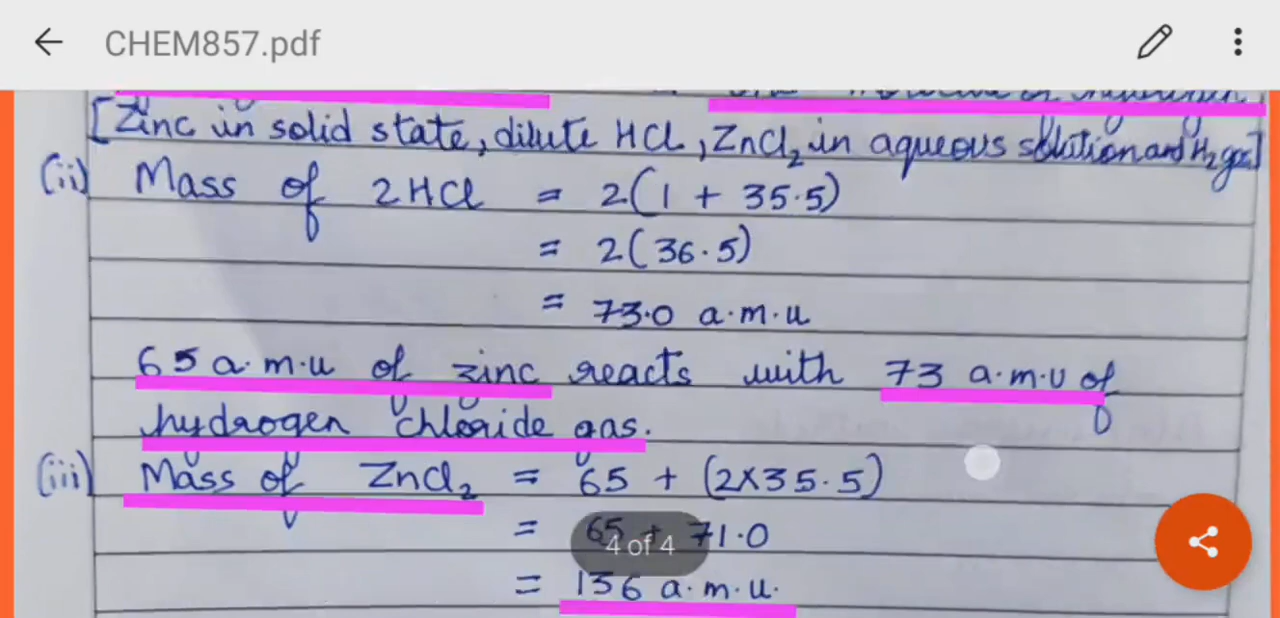 CHEM857.pdf
[Zinc in solid state, dilute HCl, ZnCl₂ in aqueous solution and H₂ gas]
(ii) Mass of 2HCl = 2(1 + 35.5)
= 2(36.5)
= 73.0 a.m.u
65 a.m.u of zinc reacts with 73 a.m.u of
hydrogen chloride gas.
(iii) Mass of ZnCl₂ = 65 + (2×35.5)
= 65 + 71.0
4 of 4
= 136 a.m.u.